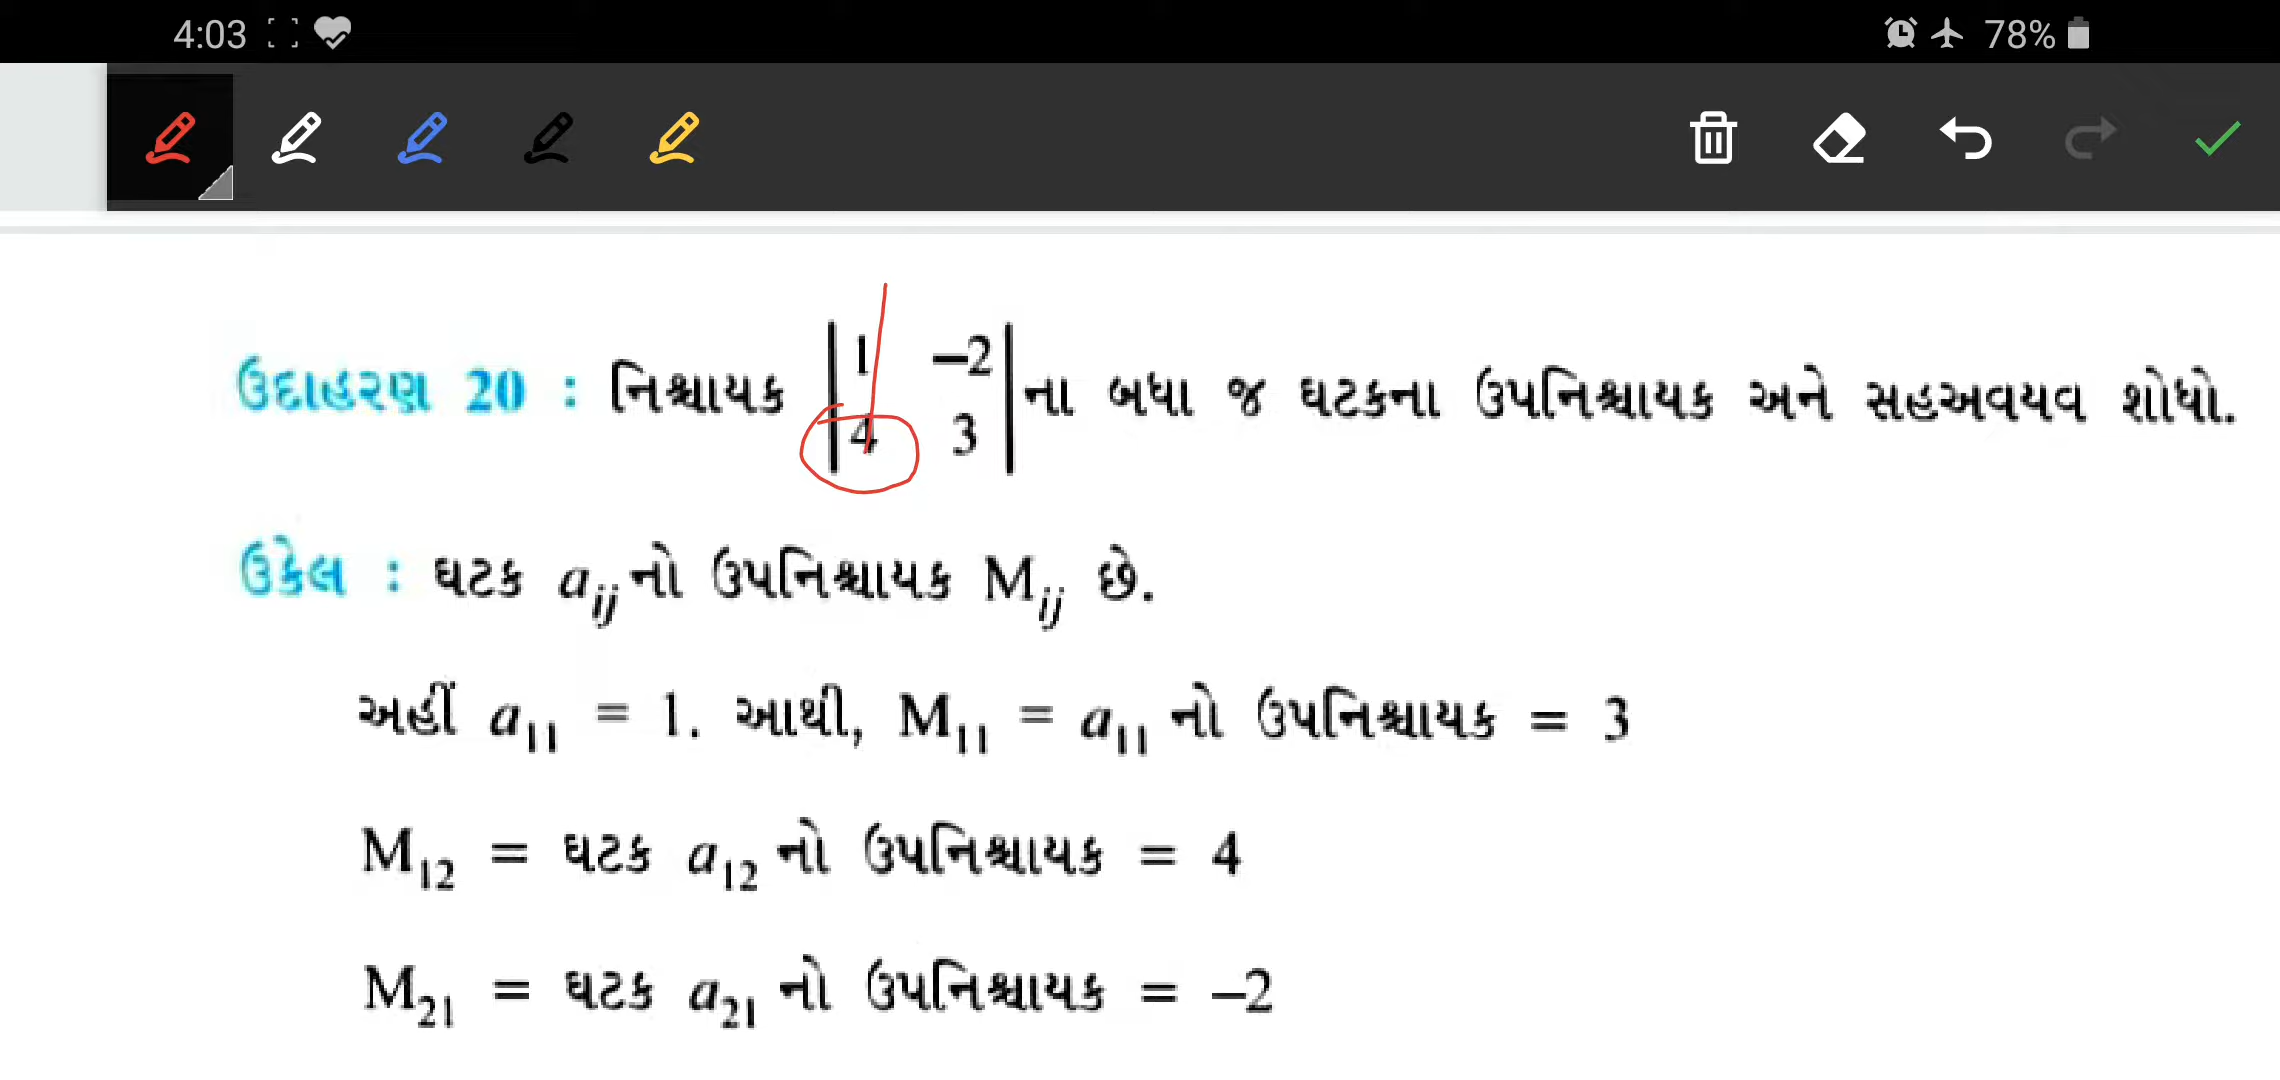 4:03 78%
ઉદાહરણ 20 : નિશ્ચાયક | 1 −2 | ના બધા જ ઘટકના ઉપનિશ્ચાયક અને સહઅવયવ શોધો.
| 4 3 |
ઉકેલ : ઘટક aᵢⱼ નો ઉપનિશ્ચાયક Mᵢⱼ છે.
અહીં a₁₁ = 1. આથી, M₁₁ = a₁₁ નો ઉપનિશ્ચાયક = 3
M₁₂ = ઘટક a₁₂ નો ઉપનિશ્ચાયક = 4
M₂₁ = ઘટક a₂₁ નો ઉપનિશ્ચાયક = −2